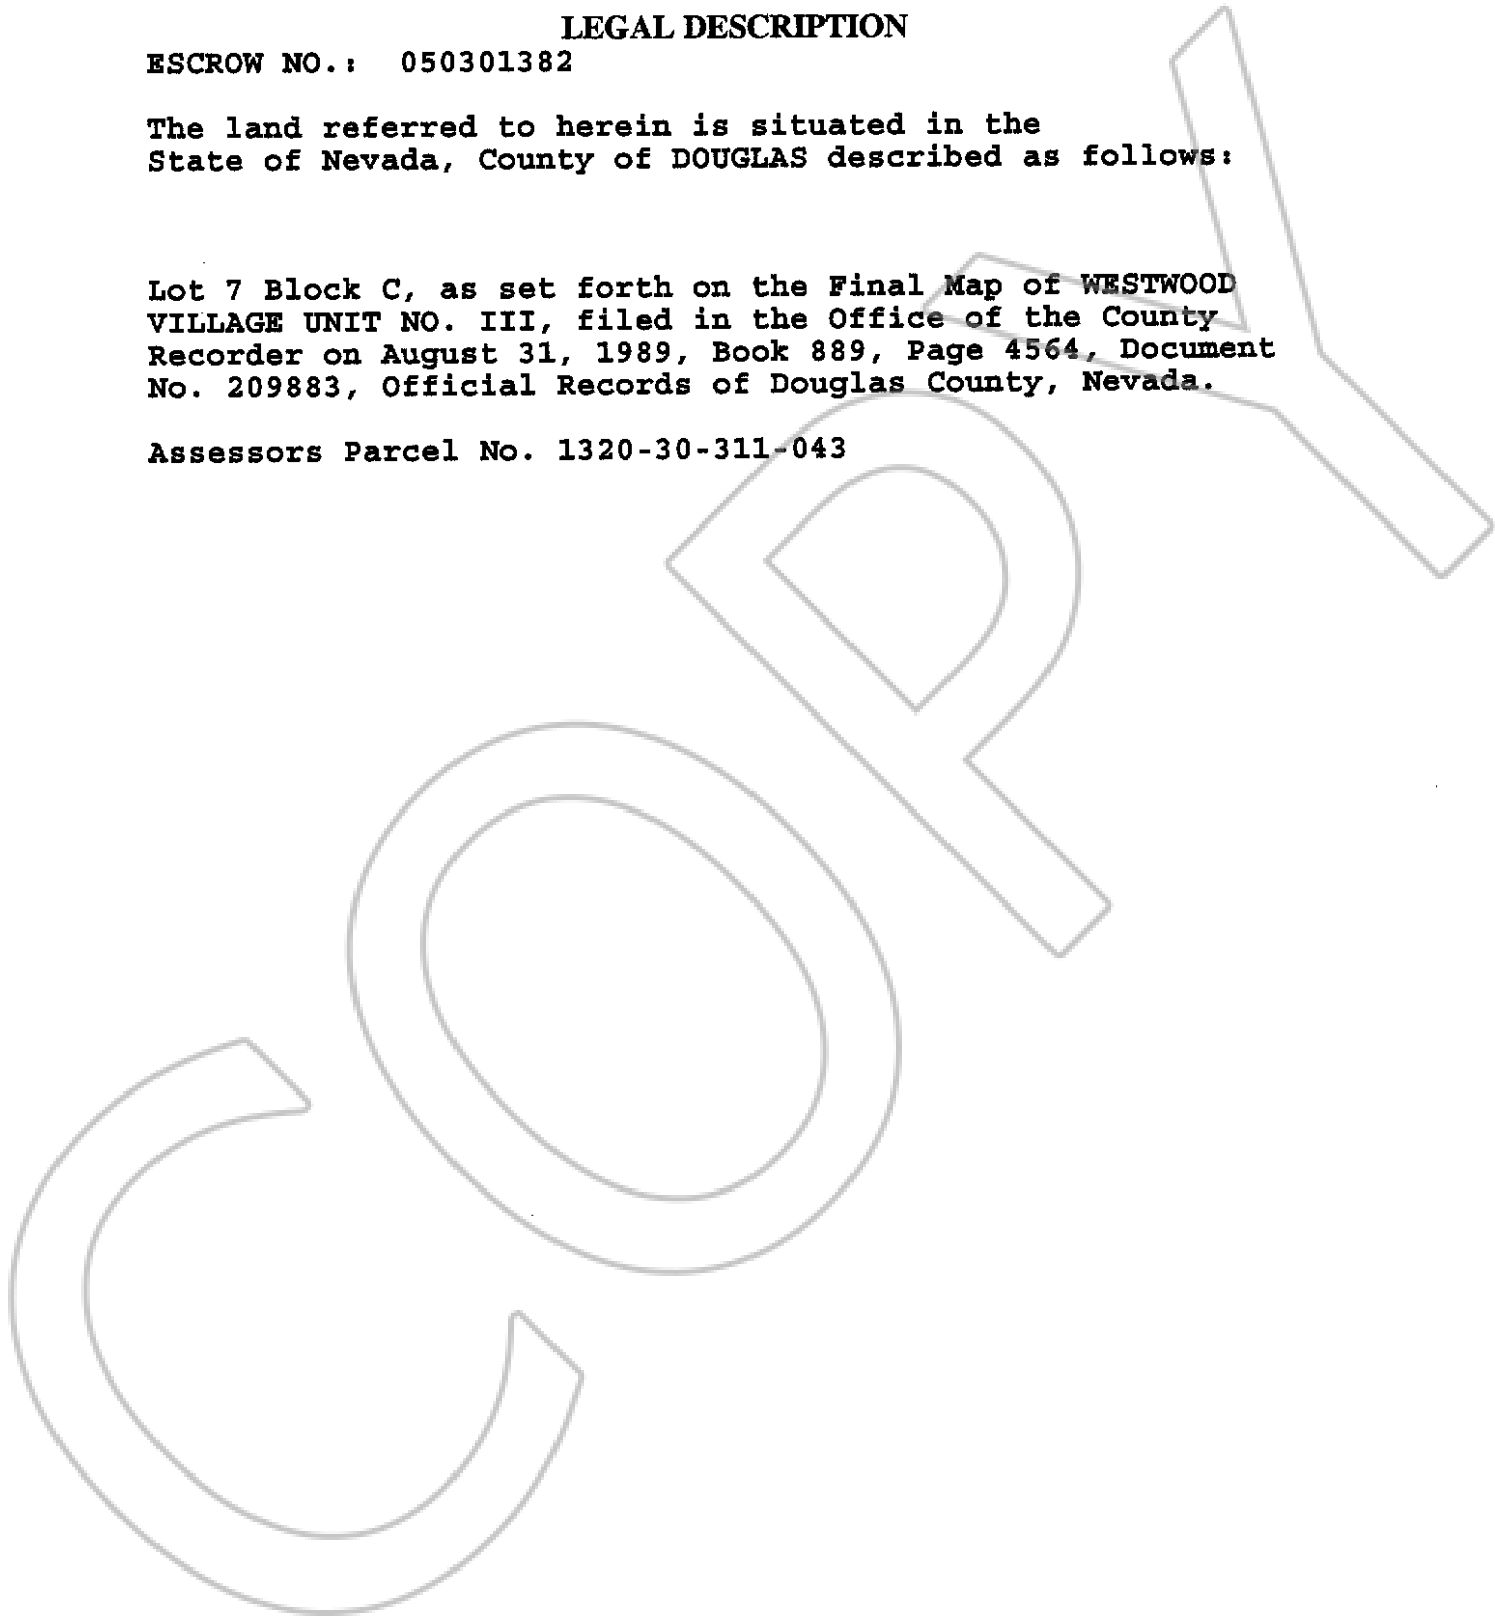 LEGAL DESCRIPTION
ESCROW NO.: 050301382
The land referred to herein is situated in the
State of Nevada, County of DOUGLAS described as follows:
Lot 7 Block C, as set forth on the Final Map of WESTWOOD
VILLAGE UNIT NO. III, filed in the Office of the County
Recorder on August 31, 1989, Book 889, Page 4564, Document
No. 209883, Official Records of Douglas County, Nevada.
Assessors Parcel No. 1320-30-311-043
COPY